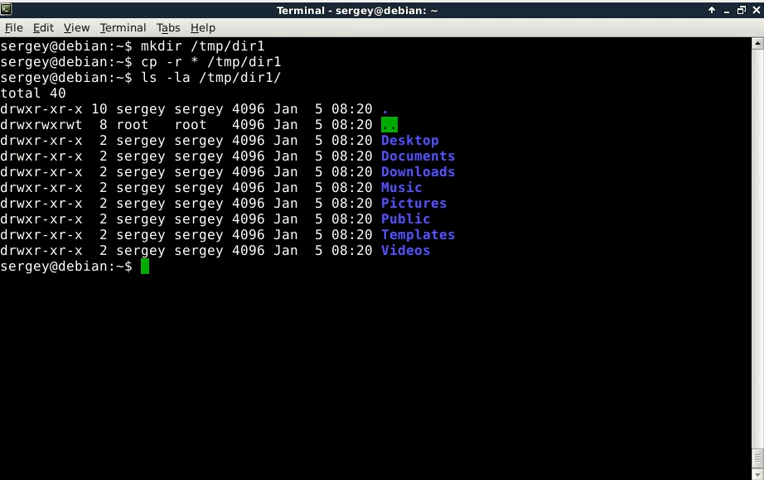 Terminal - sergey@debian: ~
File Edit View Terminal Tabs Help
sergey@debian:~$ mkdir /tmp/dir1
sergey@debian:~$ cp -r * /tmp/dir1
sergey@debian:~$ ls -la /tmp/dir1/
total 40
drwxr-xr-x 10 sergey sergey 4096 Jan  5 08:20 .
drwxrwxrwt  8 root   root   4096 Jan  5 08:20 ..
drwxr-xr-x  2 sergey sergey 4096 Jan  5 08:20 Desktop
drwxr-xr-x  2 sergey sergey 4096 Jan  5 08:20 Documents
drwxr-xr-x  2 sergey sergey 4096 Jan  5 08:20 Downloads
drwxr-xr-x  2 sergey sergey 4096 Jan  5 08:20 Music
drwxr-xr-x  2 sergey sergey 4096 Jan  5 08:20 Pictures
drwxr-xr-x  2 sergey sergey 4096 Jan  5 08:20 Public
drwxr-xr-x  2 sergey sergey 4096 Jan  5 08:20 Templates
drwxr-xr-x  2 sergey sergey 4096 Jan  5 08:20 Videos
sergey@debian:~$